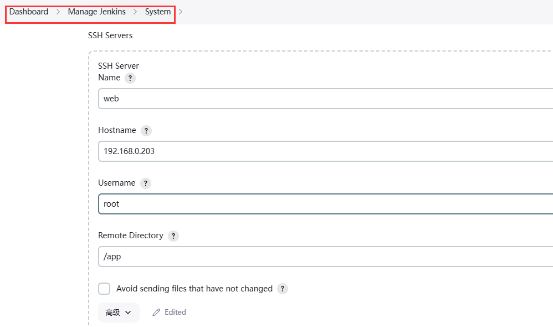 Dashboard > Manage Jenkins > System >
SSH Servers
SSH Server
Name ?
web
Hostname ?
192.168.0.203
Username ?
root
Remote Directory ?
/app
Avoid sending files that have not changed ?
高级 Edited